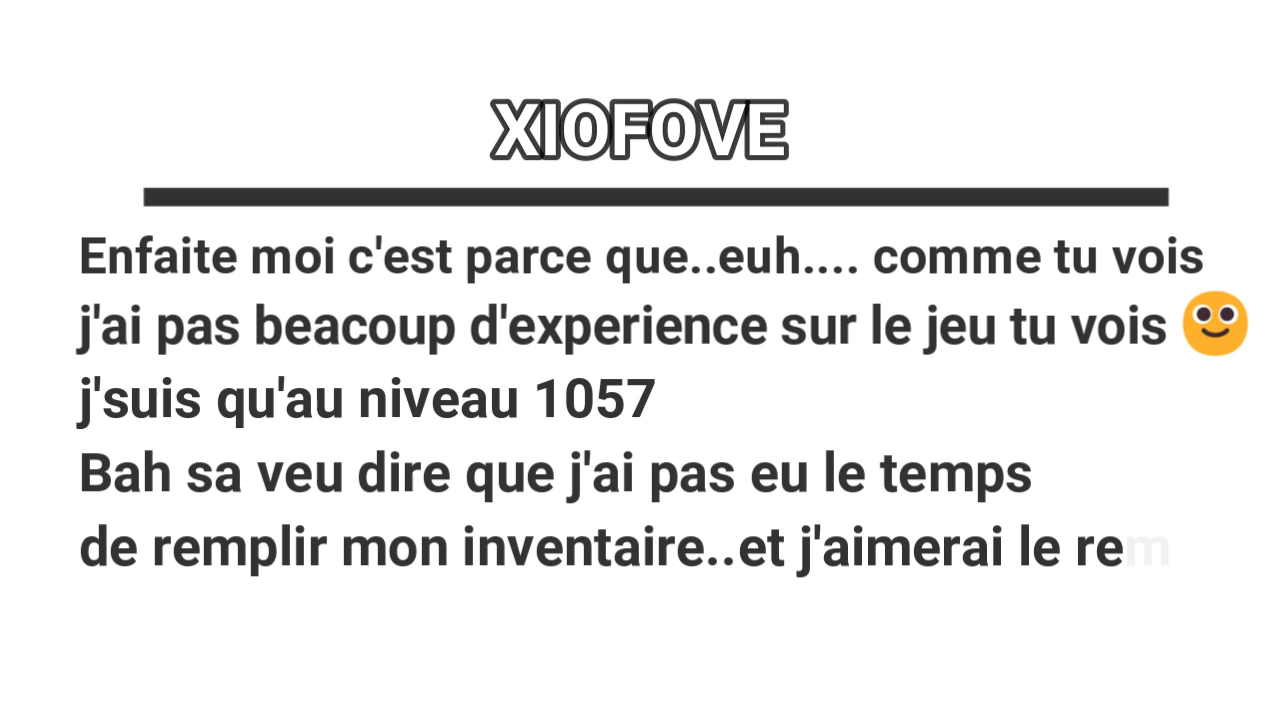 XIOFOVE
Enfaite moi c'est parce que..euh.... comme tu vois
j'ai pas beacoup d'experience sur le jeu tu vois 🙂
j'suis qu'au niveau 1057
Bah sa veu dire que j'ai pas eu le temps
de remplir mon inventaire..et j'aimerai le rem